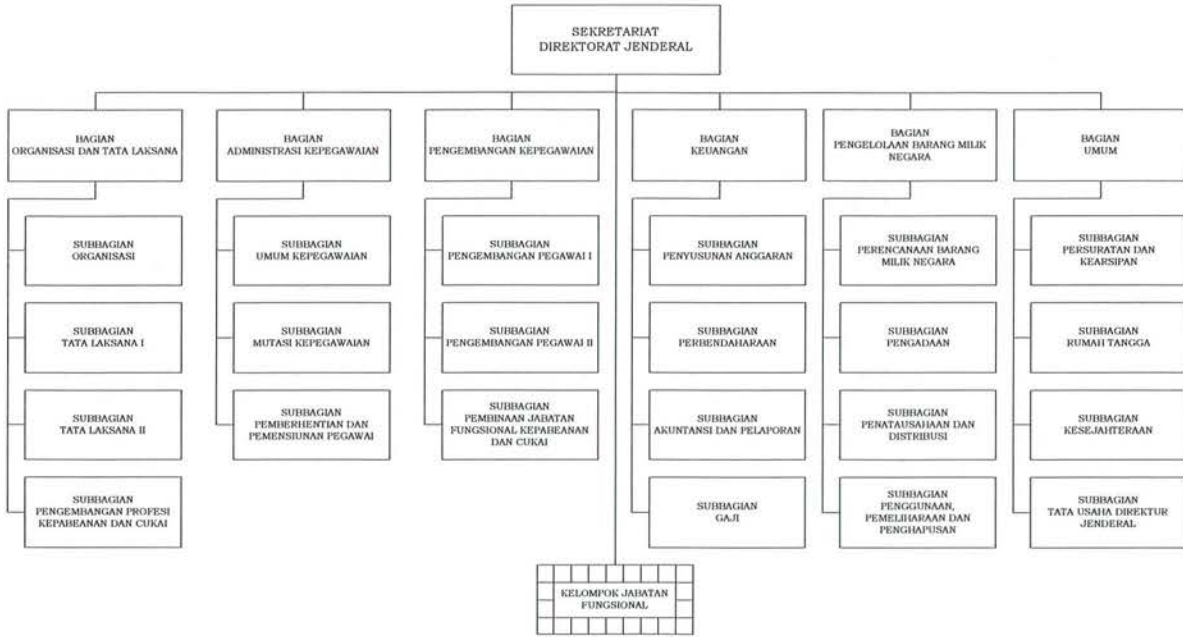 SEKRETARIAT
DIREKTORAT JENDERAL
BAGIAN
ORGANISASI DAN TATA LAKSANA
BAGIAN
ADMINISTRASI KEPEGAWAIAN
BAGIAN
PENGEMBANGAN KEPEGAWAIAN
BAGIAN
KEUANGAN
BAGIAN
PENGELOLAAN BARANG MILIK
NEGARA
BAGIAN
UMUM
SUBBAGIAN
ORGANISASI
SUBBAGIAN
UMUM KEPEGAWAIAN
SUBBAGIAN
PENGEMBANGAN PEGAWAI I
SUBBAGIAN
PENYUSUNAN ANGGARAN
SUBBAGIAN
PERENCANAAN BARANG
MILIK NEGARA
SUBBAGIAN
PERSURATAN DAN
KEARSIPAN
SUBBAGIAN
TATA LAKSANA I
SUBBAGIAN
MUTASI KEPEGAWAIAN
SUBBAGIAN
PENGEMBANGAN PEGAWAI II
SUBBAGIAN
PERBENDAHARAAN
SUBBAGIAN
PENGADAAN
SUBBAGIAN
RUMAH TANGGA
SUBBAGIAN
TATA LAKSANA II
SUBBAGIAN
PEMBERHENTIAN DAN
PEMENSIUNAN PEGAWAI
SUBBAGIAN
PEMBINAAN JABATAN
FUNGSIONAL KEPABEANAN
DAN CUKAI
SUBBAGIAN
AKUNTANSI DAN PELAPORAN
SUBBAGIAN
PENATAUSAHAAN DAN
DISTRIBUSI
SUBBAGIAN
KESEJAHTERAAN
SUBBAGIAN
PENGEMBANGAN PROFESI
KEPABEANAN DAN CUKAI
SUBBAGIAN
GAJI
SUBBAGIAN
PENGGUNAAN,
PEMELIHARAAN DAN
PENGHAPUSAN
SUBBAGIAN
TATA USAHA DIREKTUR
JENDERAL
KELOMPOK JABATAN
FUNGSIONAL